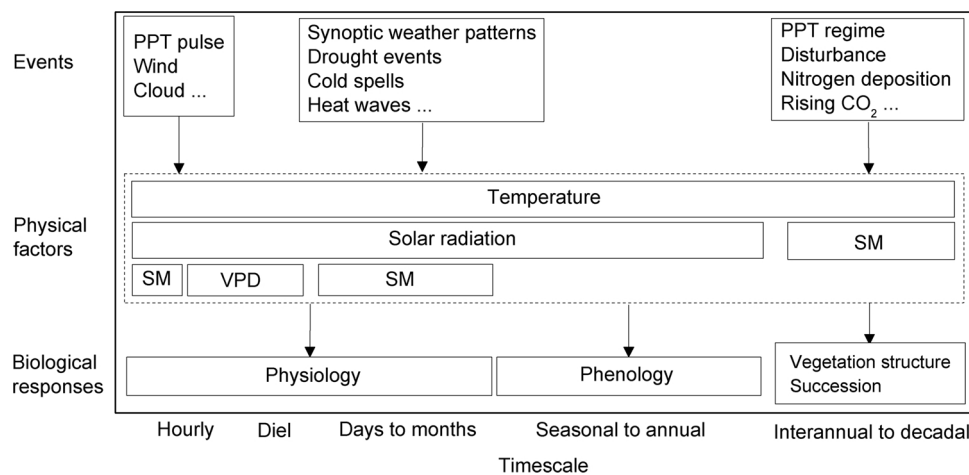 Events
PPT pulse
Wind
Cloud ...
Synoptic weather patterns
Drought events
Cold spells
Heat waves ...
PPT regime
Disturbance
Nitrogen deposition
Rising CO₂ ...
Physical
factors
Temperature
Solar radiation
SM
SM
VPD
SM
Biological
responses
Physiology
Phenology
Vegetation structure
Succession
Hourly
Diel
Days to months
Seasonal to annual
Interannual to decadal
Timescale